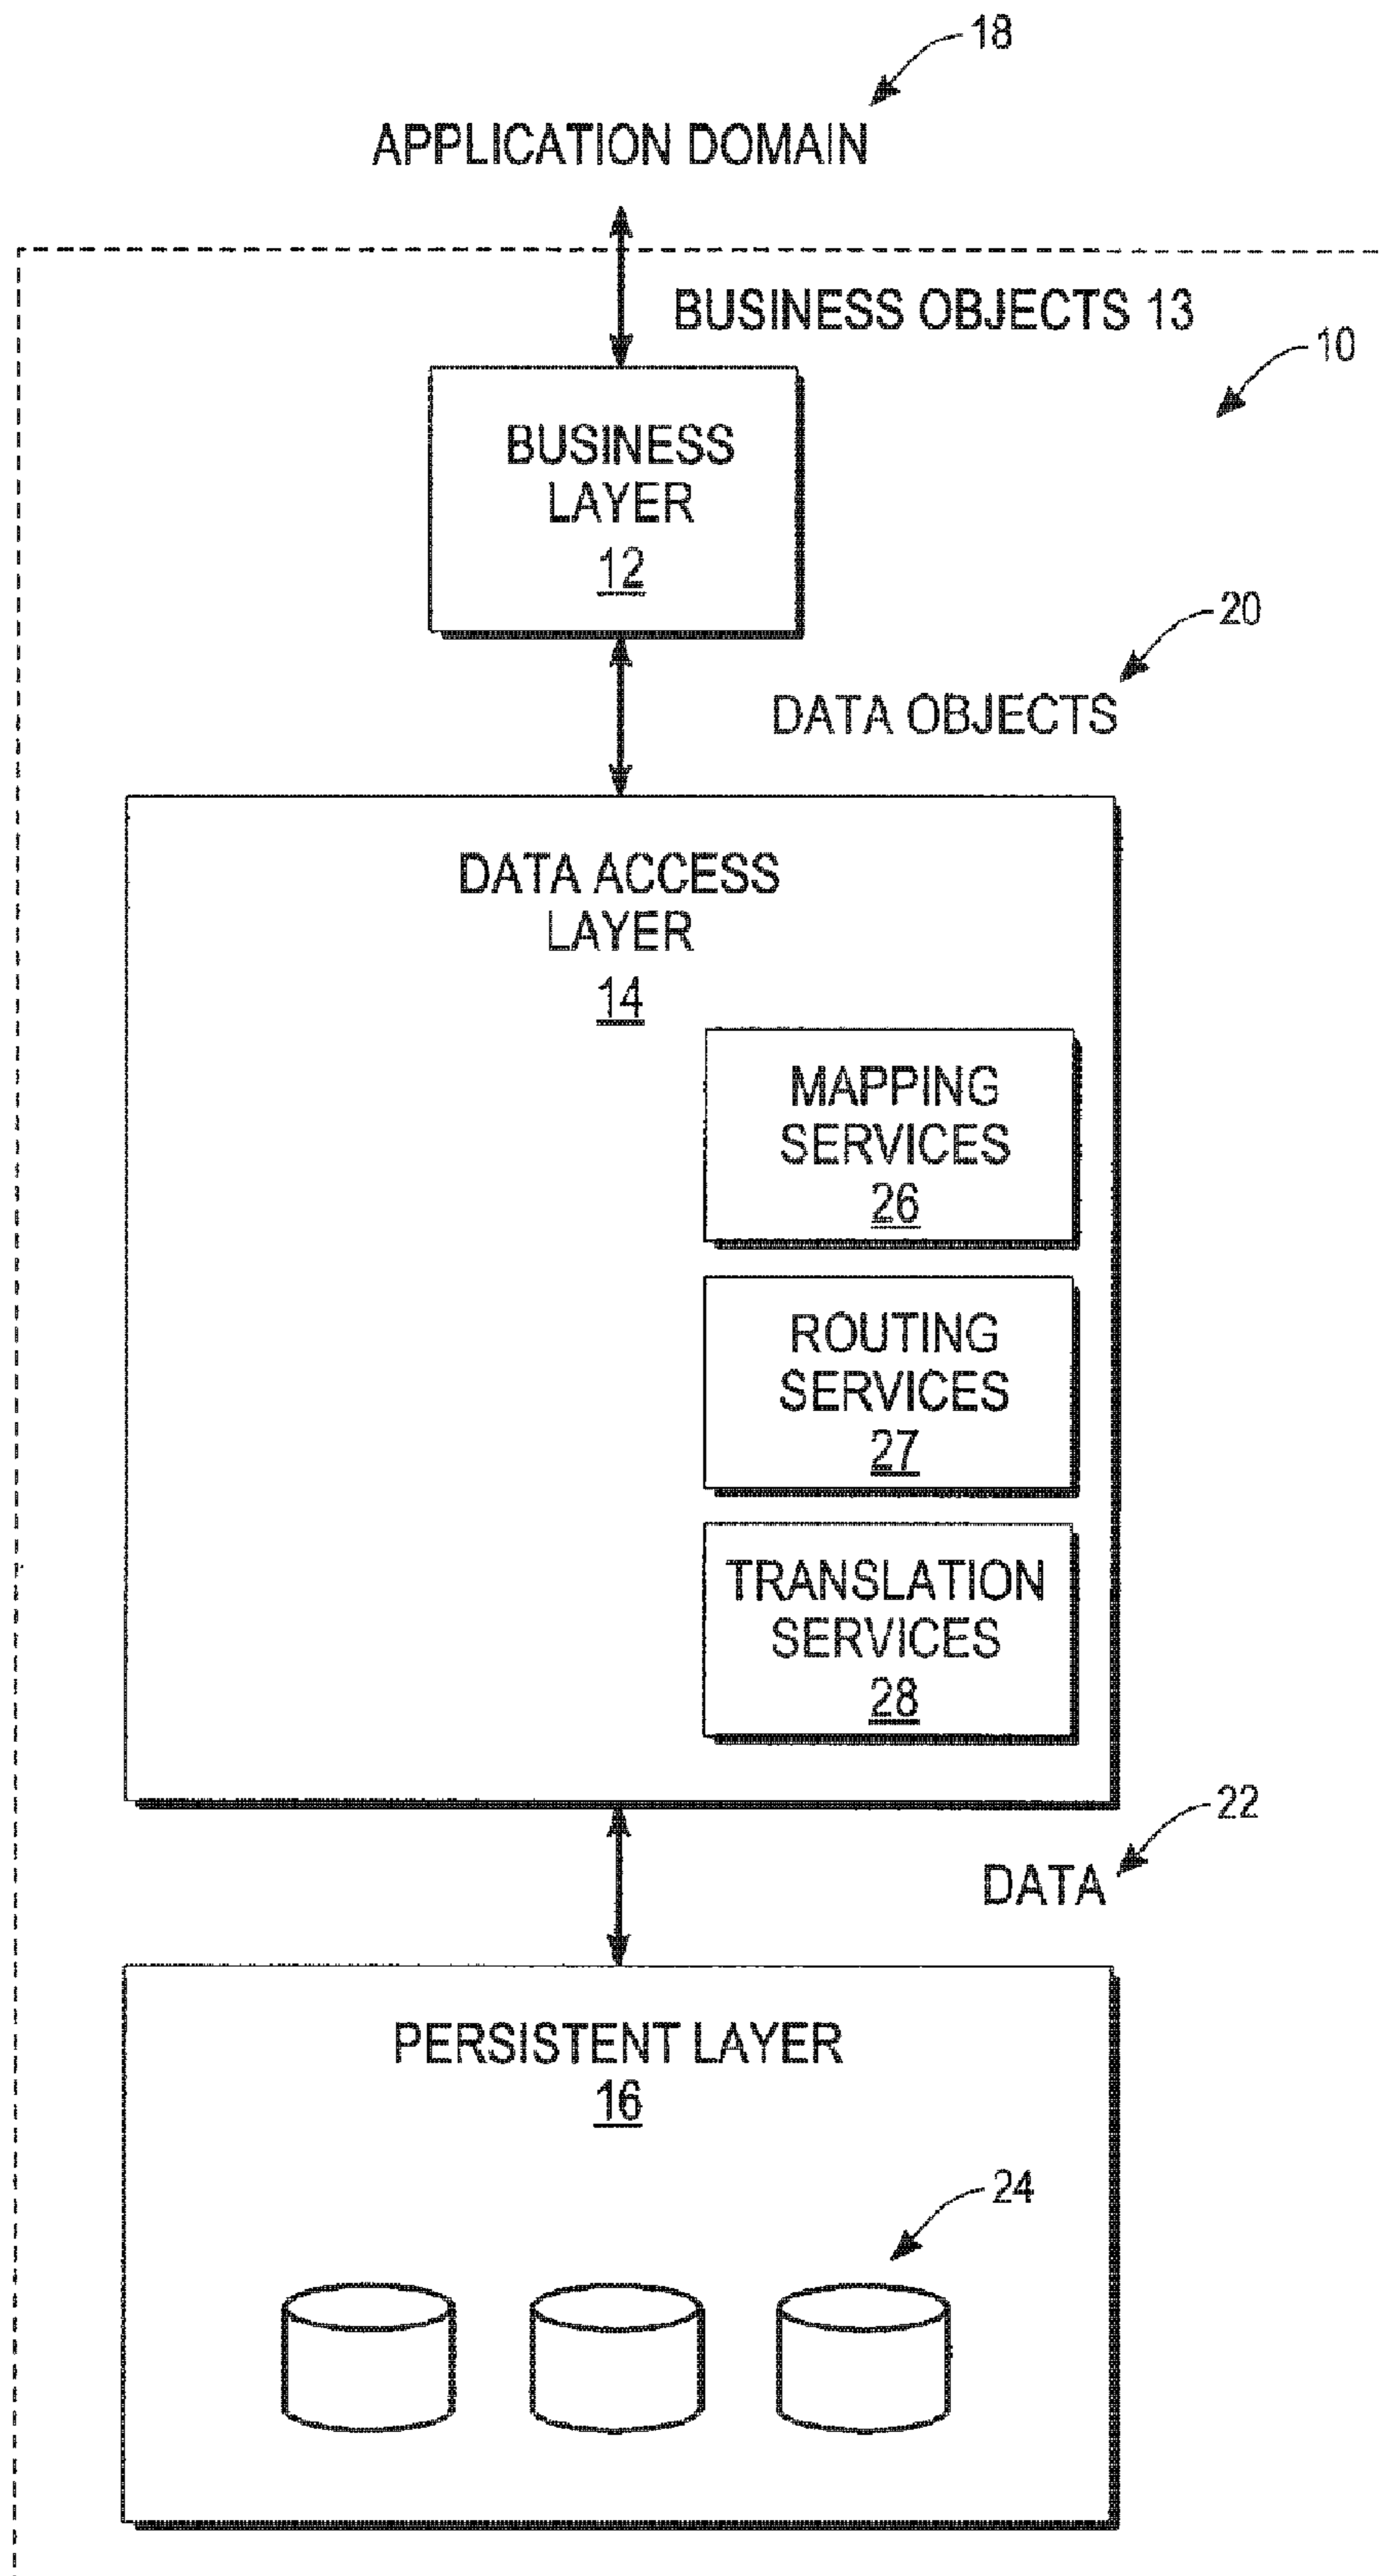 18
APPLICATION DOMAIN
BUSINESS OBJECTS 13
10
BUSINESS
LAYER
12
20
DATA OBJECTS
DATA ACCESS
LAYER
14
MAPPING
SERVICES
26
ROUTING
SERVICES
27
TRANSLATION
SERVICES
28
22
DATA
PERSISTENT LAYER
16
24